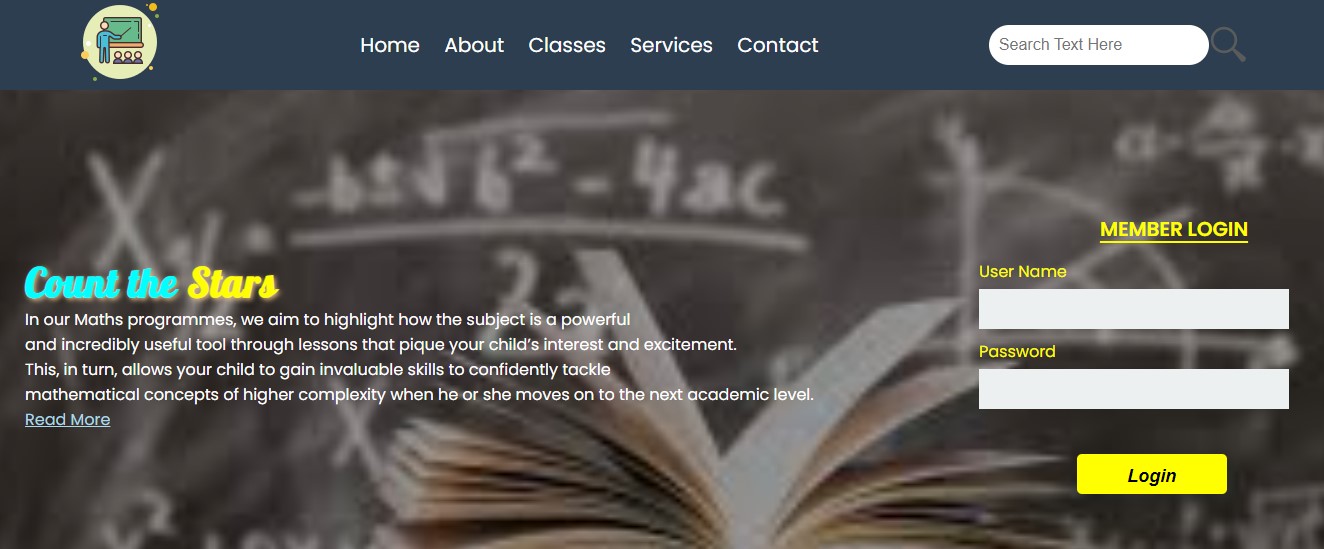 Home About Classes Services Contact
Search Text Here
-b±√b² - 4ac
MEMBER LOGIN
Count the Stars
In our Maths programmes, we aim to highlight how the subject is a powerful
and incredibly useful tool through lessons that pique your child's interest and excitement.
This, in turn, allows your child to gain invaluable skills to confidently tackle
mathematical concepts of higher complexity when he or she moves on to the next academic level.
Read More
User Name
Password
Login